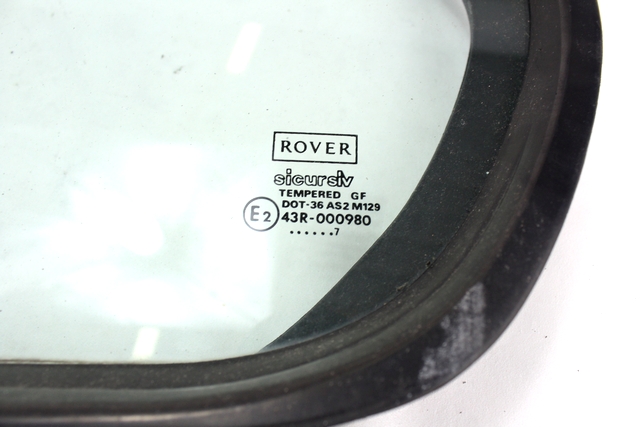 ROVER
sicursiv
TEMPERED GF
DOT-36 AS2 M129
E2 43R-000980
......7